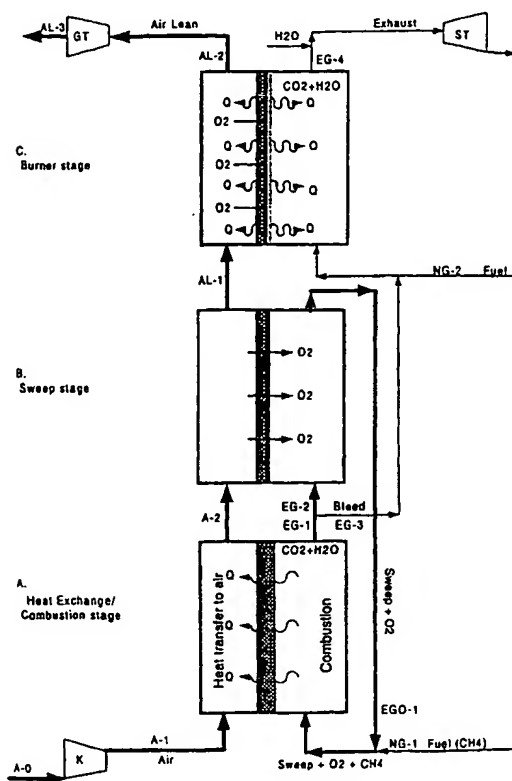 AL-3
GT
Air Lean
AL-2
H2O
EG-4
Exhaust
ST
C.
Burner stage
CO2+H2O
Q
Q
O2
Q
Q
O2
Q
Q
O2
Q
Q
AL-1
NG-2 Fuel
B.
Sweep stage
O2
O2
O2
A-2
EG-2
EG-1
Bleed
EG-3
A.
Heat Exchange/
Combustion stage
CO2+H2O
Heat transfer to air
Q
Q
Q
Combustion
Sweep + O2
EGO-1
A-0
K
A-1
Air
NG-1 Fuel (CH4)
Sweep + O2 + CH4